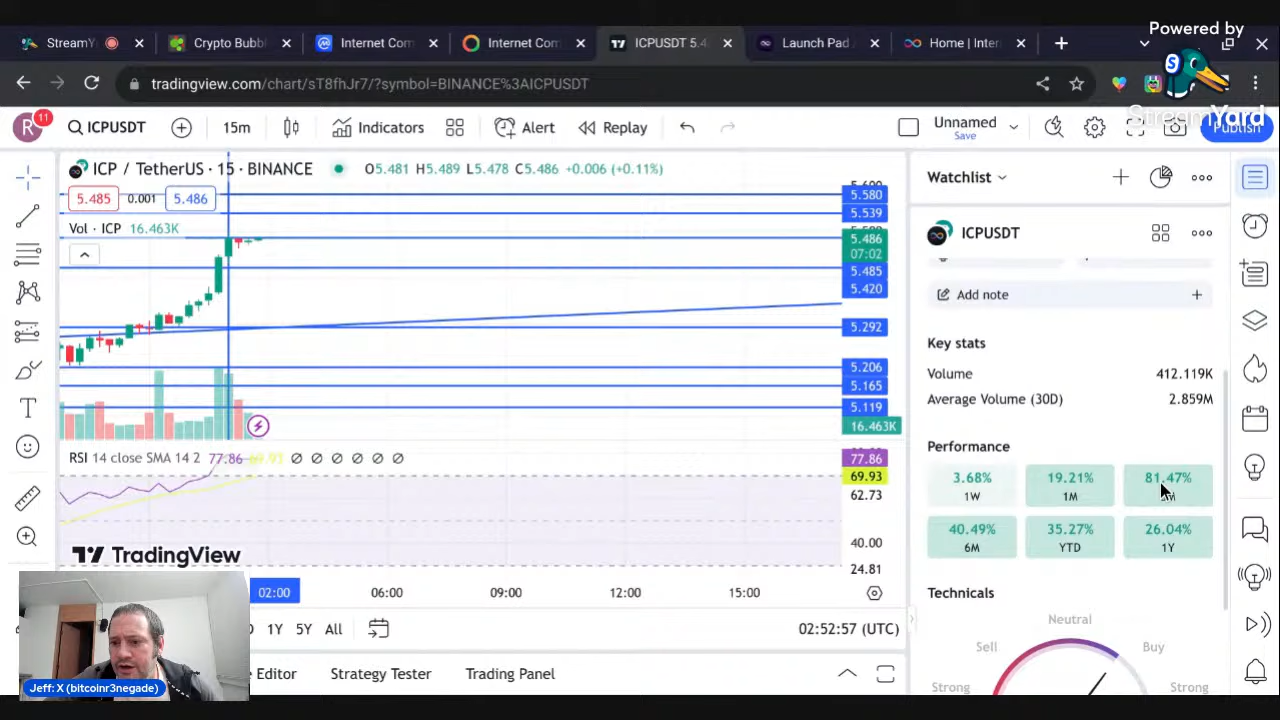 Powered by
StreamYard
StreamY
Crypto Bubb
Internet Com
Internet Com
ICPUSDT 5.4
Launch Pad
Home | Inter
tradingview.com/chart/sT8fhJr7/?symbol=BINANCE%3AICPUSDT
R
11
ICPUSDT
15m
Indicators
Alert
Replay
Unnamed
Save
Publish
ICP / TetherUS · 15 · BINANCE
O5.481 H5.489 L5.478 C5.486 +0.006 (+0.11%)
5.485
0.001
5.486
Vol · ICP 16.463K
5.600
5.580
5.539
5.486
07:02
5.485
5.420
5.292
5.206
5.165
5.119
16.463K
RSI 14 close SMA 14 2 77.86 69.93
77.86
69.93
62.73
40.00
24.81
TradingView
02:00
06:00
09:00
12:00
15:00
1Y
5Y
All
02:52:57 (UTC)
e Editor
Strategy Tester
Trading Panel
Watchlist
ICPUSDT
Add note
Key stats
Volume
412.119K
Average Volume (30D)
2.859M
Performance
3.68%
1W
19.21%
1M
81.47%
40.49%
6M
35.27%
YTD
26.04%
1Y
Technicals
Neutral
Sell
Buy
Strong
Strong
Jeff: X (bitcoinr3negade)